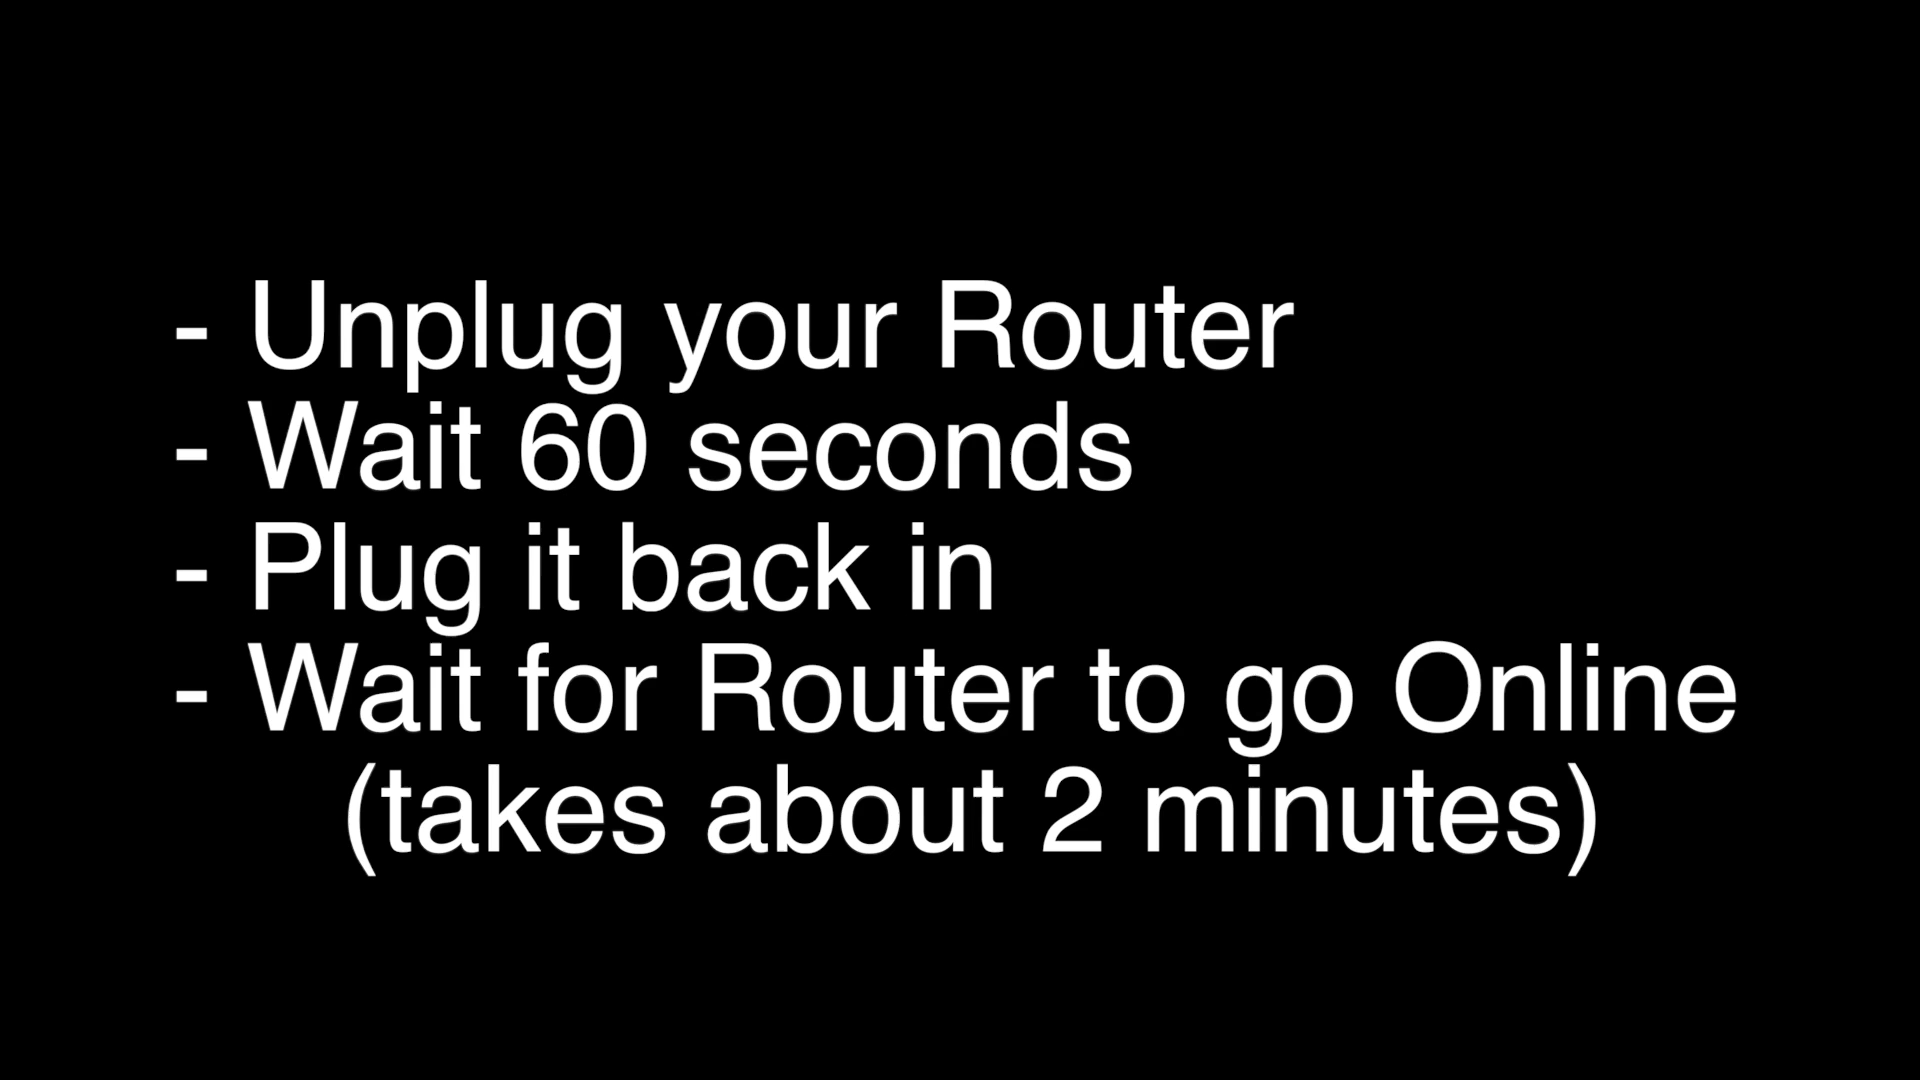 - Unplug your Router
- Wait 60 seconds
- Plug it back in
- Wait for Router to go Online
(takes about 2 minutes)